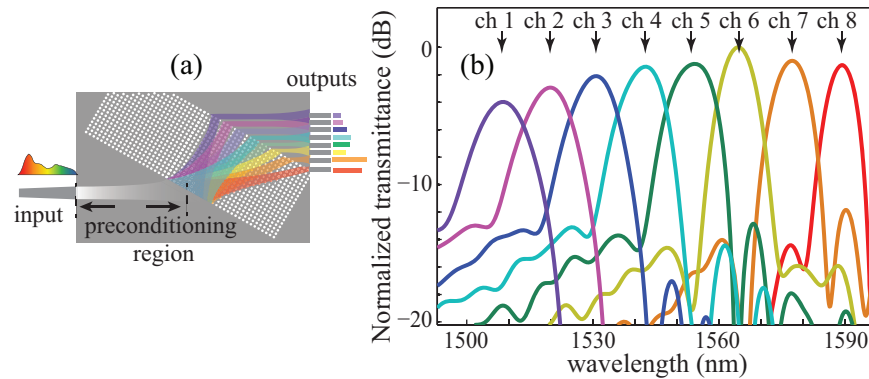 (a)
outputs
input
preconditioning
region
ch 1 ch 2 ch 3 ch 4 ch 5 ch 6 ch 7 ch 8
(b)
Normalized transmittance (dB)
0
−10
−20
1500 1530 1560 1590
wavelength (nm)